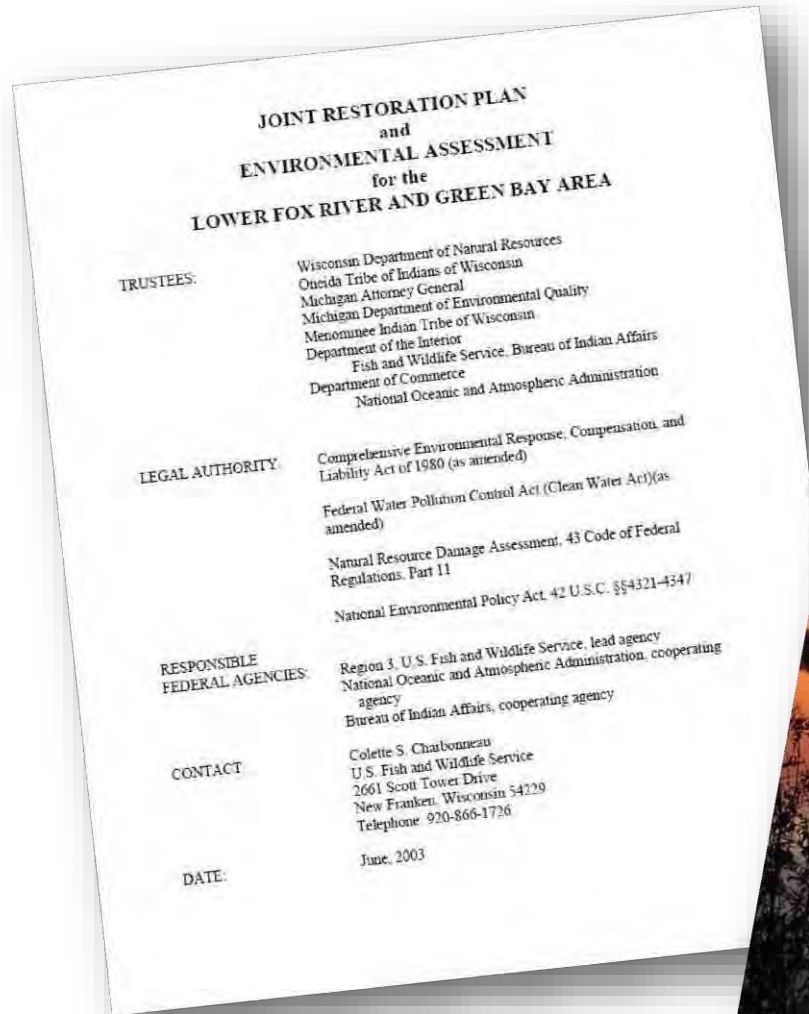 JOINT RESTORATION PLAN
and
ENVIRONMENTAL ASSESSMENT
for the
LOWER FOX RIVER AND GREEN BAY AREA
TRUSTEES:
Wisconsin Department of Natural Resources
Oneida Tribe of Indians of Wisconsin
Michigan Attorney General
Michigan Department of Environmental Quality
Menominee Indian Tribe of Wisconsin
Department of the Interior
Fish and Wildlife Service, Bureau of Indian Affairs
Department of Commerce
National Oceanic and Atmospheric Administration
LEGAL AUTHORITY:
Comprehensive Environmental Response, Compensation, and
Liability Act of 1980 (as amended)
Federal Water Pollution Control Act (Clean Water Act)(as
amended)
Natural Resource Damage Assessment, 43 Code of Federal
Regulations, Part 11
National Environmental Policy Act, 42 U.S.C. §§4321-4347
RESPONSIBLE
FEDERAL AGENCIES:
Region 3, U.S. Fish and Wildlife Service, lead agency
National Oceanic and Atmospheric Administration, cooperating
agency
Bureau of Indian Affairs, cooperating agency
CONTACT
Colette S. Charbonneau
U.S. Fish and Wildlife Service
2661 Scott Tower Drive
New Franken, Wisconsin 54229
Telephone 920-866-1726
DATE:
June, 2003